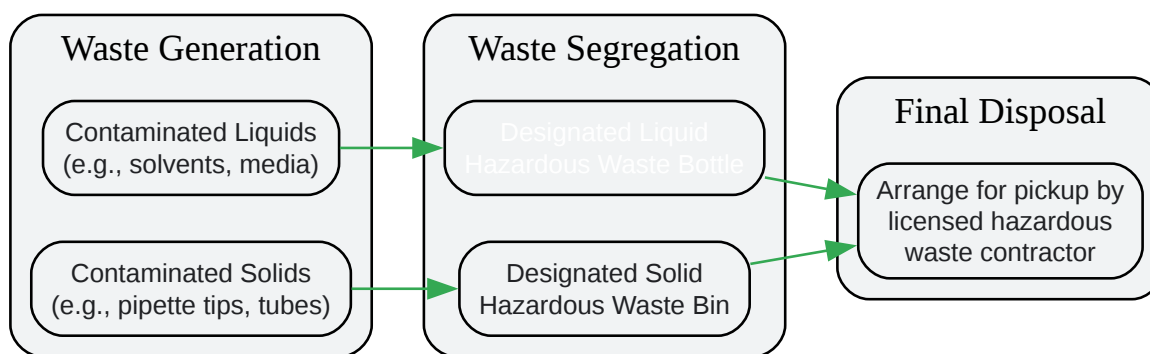 Waste Generation
Contaminated Liquids
(e.g., solvents, media)
Contaminated Solids
(e.g., pipette tips, tubes)
Waste Segregation
Designated Liquid
Hazardous Waste Bottle
Designated Solid
Hazardous Waste Bin
Final Disposal
Arrange for pickup by
licensed hazardous
waste contractor